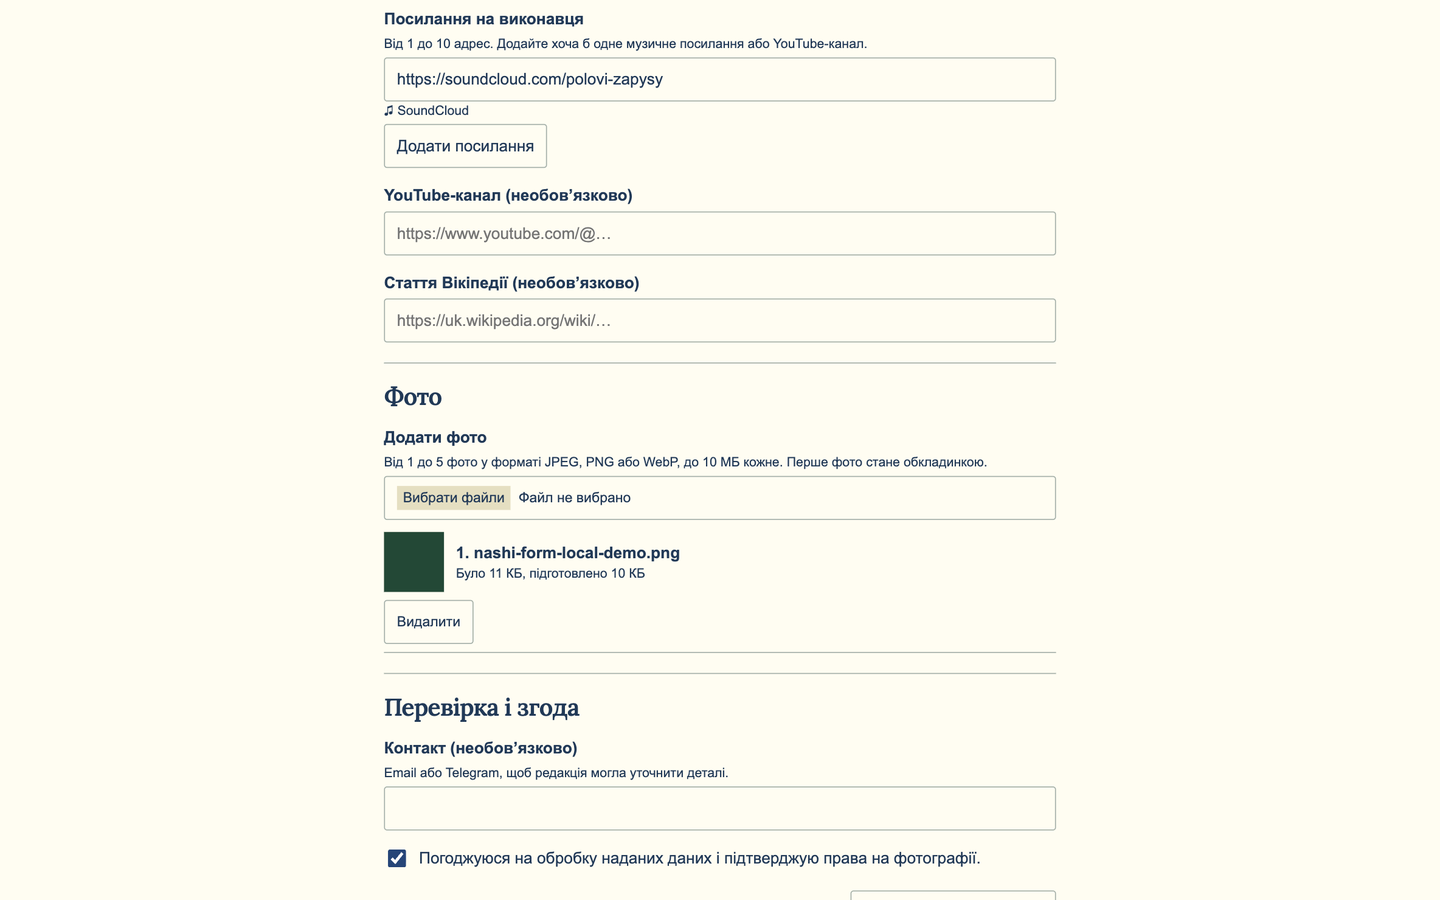 Посилання на виконавця
Від 1 до 10 адрес. Додайте хоча б одне музичне посилання або YouTube-канал.
https://soundcloud.com/polovi-zapysy
♫ SoundCloud
Додати посилання
YouTube-канал (необов’язково)
https://www.youtube.com/@…
Стаття Вікіпедії (необов’язково)
https://uk.wikipedia.org/wiki/…
Фото
Додати фото
Від 1 до 5 фото у форматі JPEG, PNG або WebP, до 10 МБ кожне. Перше фото стане обкладинкою.
Вибрати файли Файл не вибрано
1. nashi-form-local-demo.png
Було 11 КБ, підготовлено 10 КБ
Видалити
Перевірка і згода
Контакт (необов’язково)
Email або Telegram, щоб редакція могла уточнити деталі.
Погоджуюся на обробку наданих даних і підтверджую права на фотографії.